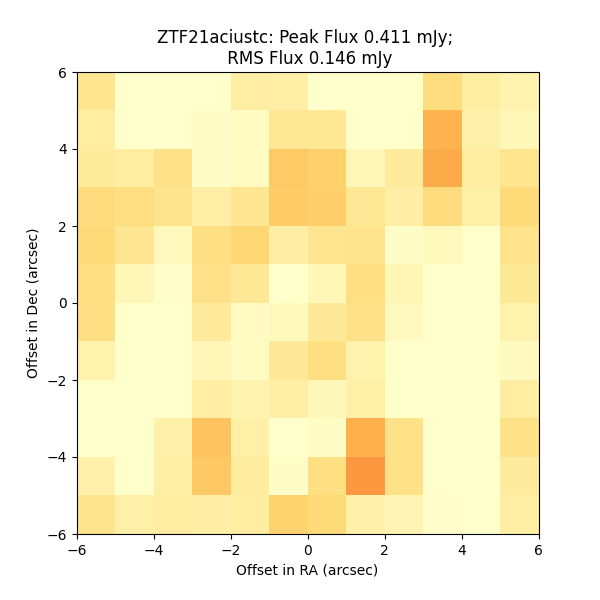 ZTF21aciustc: Peak Flux 0.411 mJy;
RMS Flux 0.146 mJy
6
4
2
0
−2
−4
−6
Offset in Dec (arcsec)
−6 −4 −2 0 2 4 6
Offset in RA (arcsec)